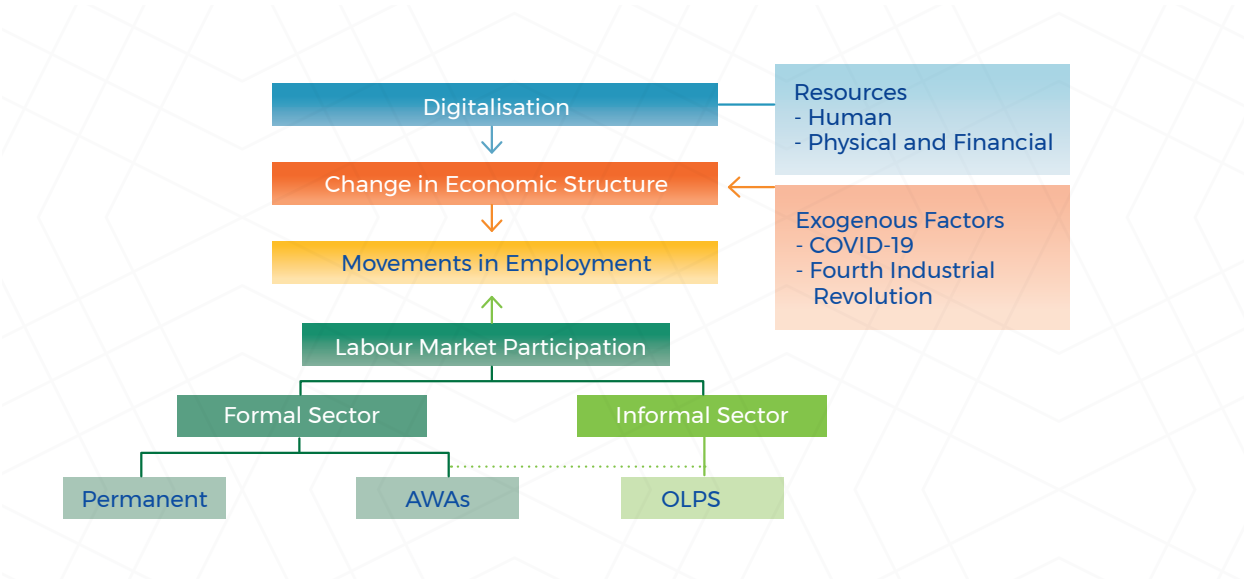 Digitalisation
Resources
- Human
- Physical and Financial
Change in Economic Structure
Exogenous Factors
- COVID-19
- Fourth Industrial
Revolution
Movements in Employment
Labour Market Participation
Formal Sector
Informal Sector
Permanent
AWAs
OLPS